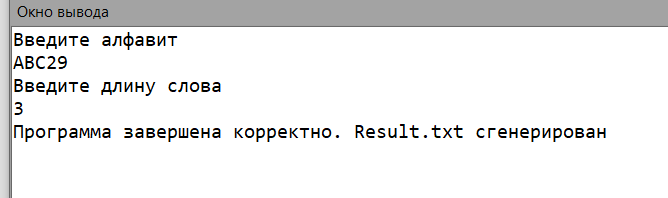 Окно вывода
Введите алфавит
ABC29
Введите длину слова
3
Программа завершена корректно. Result.txt сгенерирован